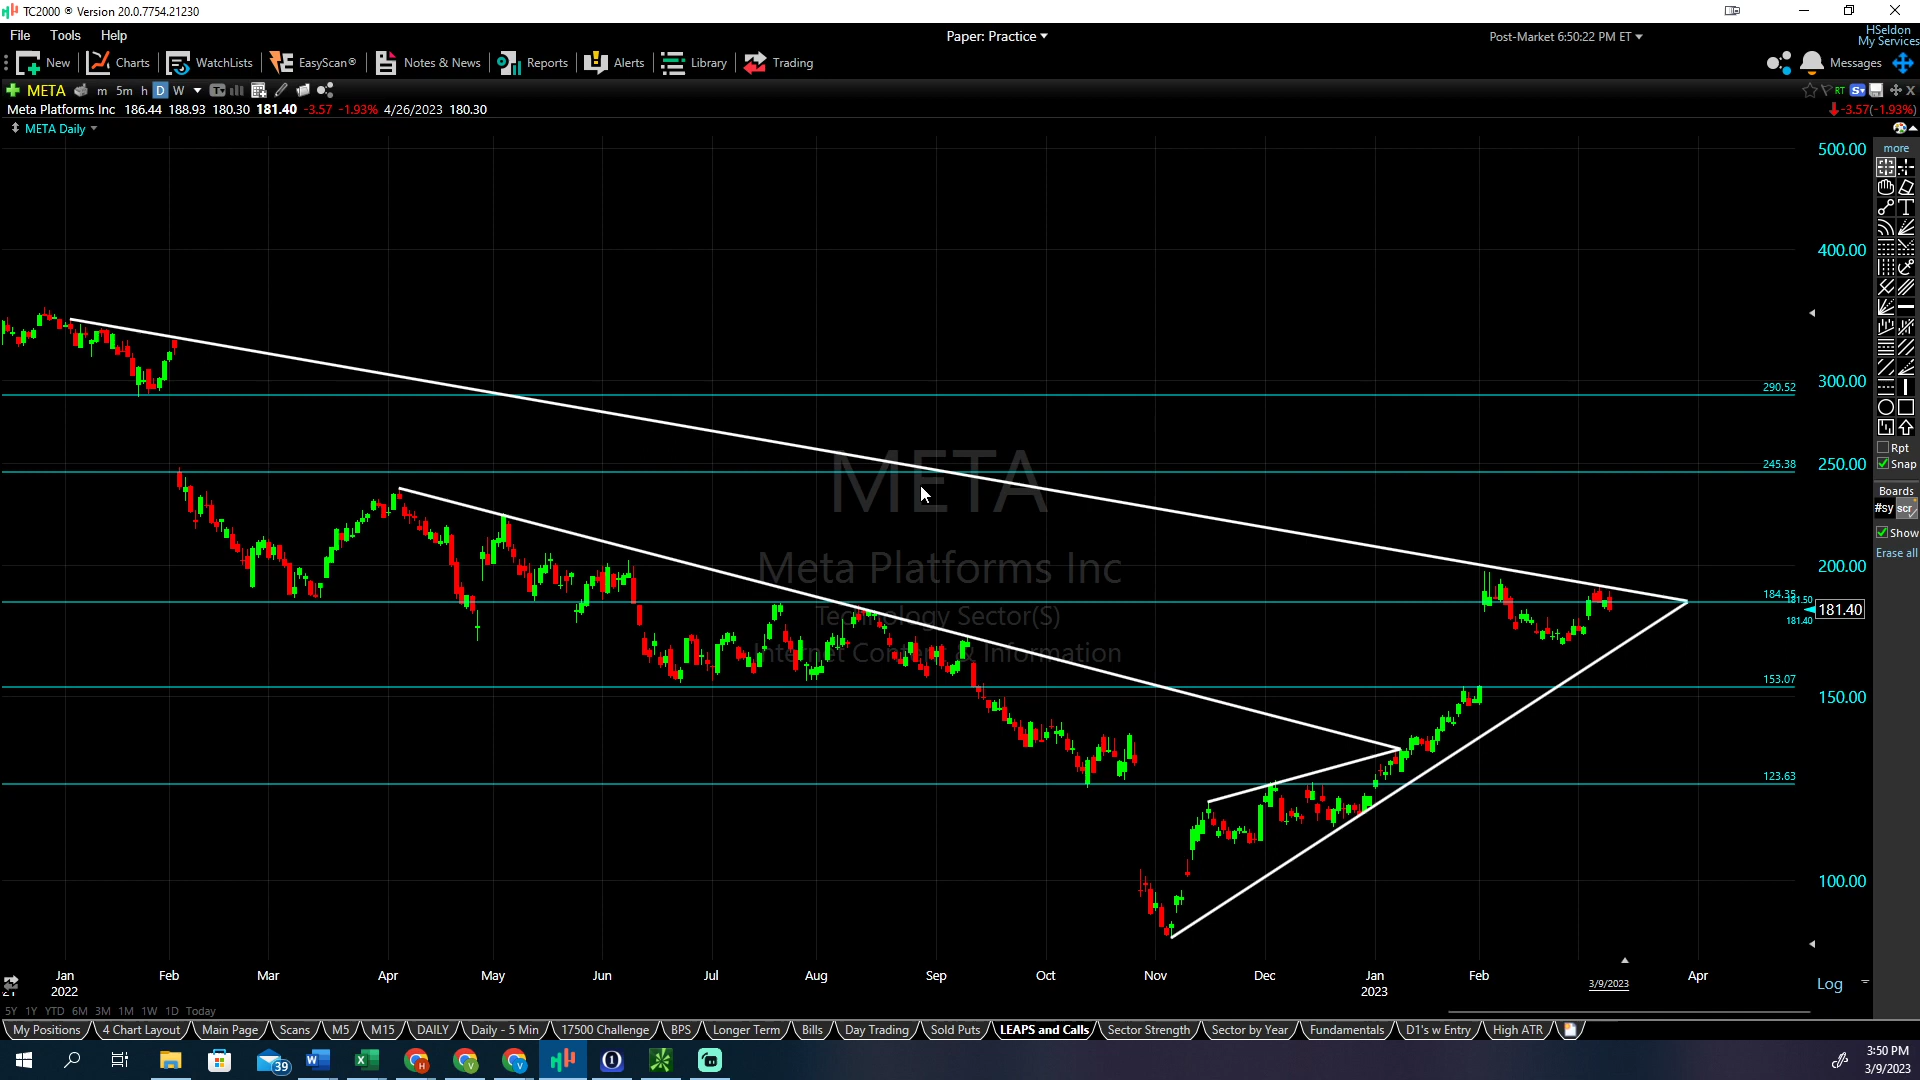 TC2000 ® Version 20.0.7754.21230
File Tools Help
Paper: Practice
Post-Market 6:50:22 PM ET
HSeldon
My Services
New Charts WatchLists EasyScan® Notes & News Reports Alerts Library Trading
Messages
META m 5m h D W
RT
Meta Platforms Inc 186.44 188.93 180.30 181.40 -3.57 -1.93% 4/26/2023 180.30
-3.57(-1.93%)
META Daily
more
500.00
400.00
300.00
290.52
250.00
245.38
200.00
184.35
181.50
181.40
181.40
153.07
150.00
123.63
100.00
META
Meta Platforms Inc
Technology Sector(S)
Internet Content & Information
Rpt
Snap
Boards
#sy scr
Show
Erase all
Jan Feb Mar Apr May Jun Jul Aug Sep Oct Nov Dec Jan Feb Apr
2022 2023
3/9/2023
Log
5Y 1Y YTD 6M 3M 1M 1W 1D Today
My Positions 4 Chart Layout Main Page Scans M5 M15 DAILY Daily - 5 Min 17500 Challenge BPS Longer Term Bills Day Trading Sold Puts LEAPS and Calls Sector Strength Sector by Year Fundamentals D1's w Entry High ATR
39
3:50 PM
3/9/2023